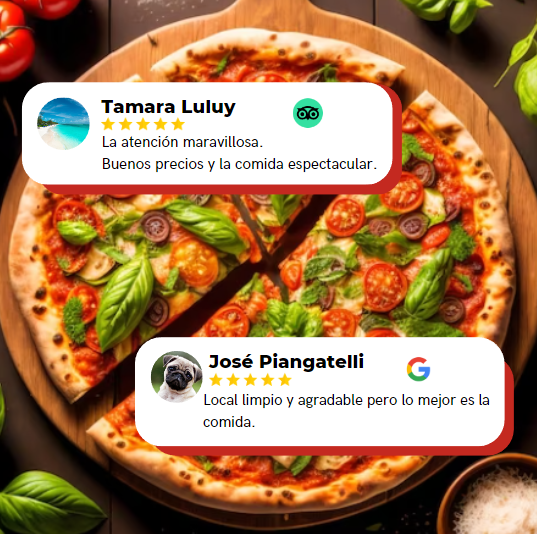 Tamara Luluy
La atención maravillosa.
Buenos precios y la comida espectacular.
José Piangatelli
Local limpio y agradable pero lo mejor es la
comida.